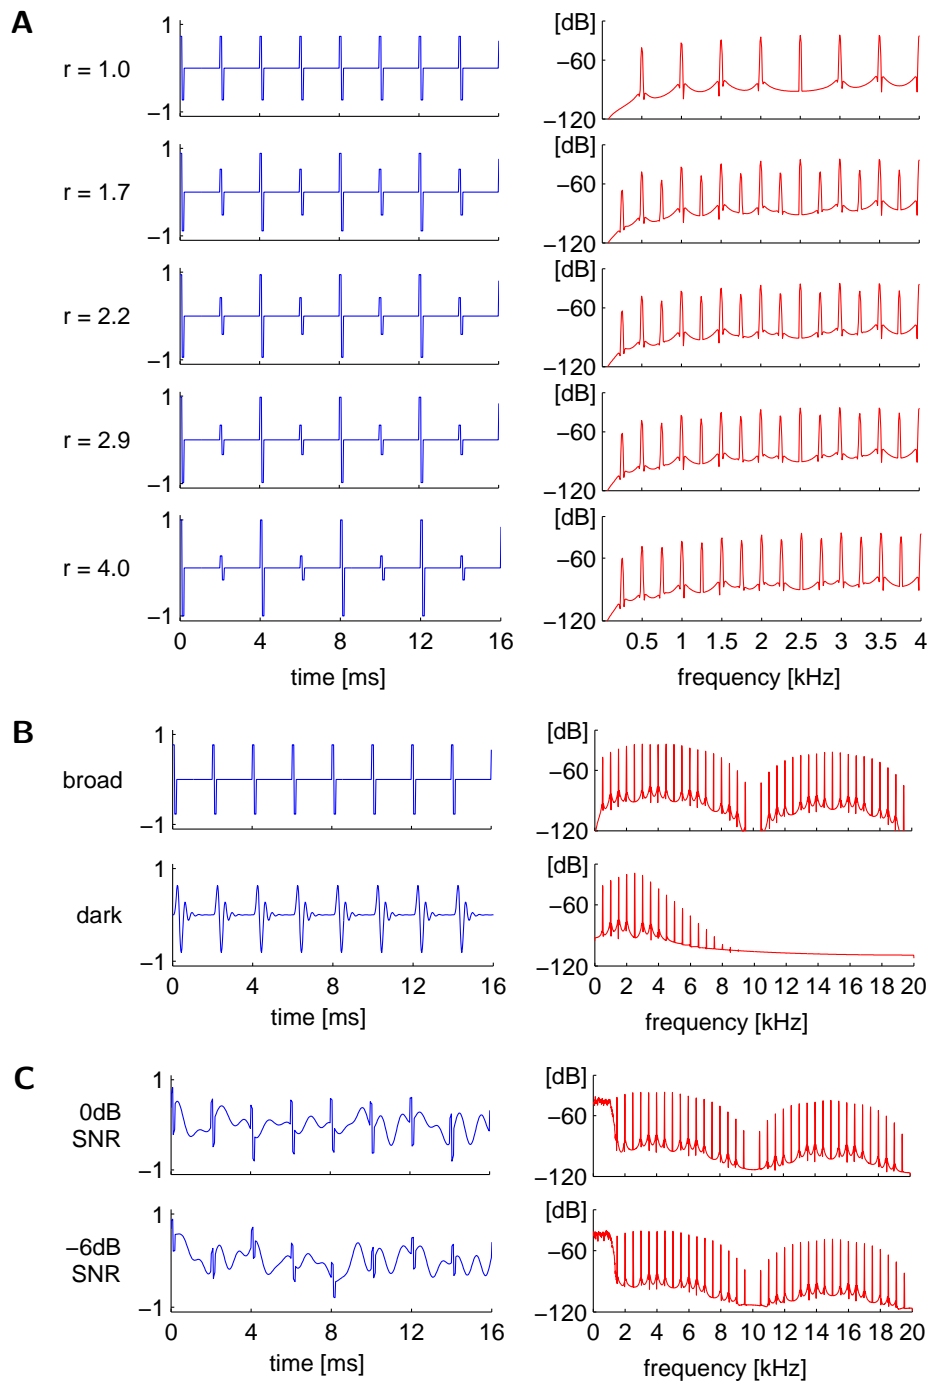 A
1
r = 1.0
−1
[dB]
−60
−120
1
r = 1.7
−1
[dB]
−60
−120
1
r = 2.2
−1
[dB]
−60
−120
1
r = 2.9
−1
[dB]
−60
−120
1
r = 4.0
−1
0 4 8 12 16
time [ms]
[dB]
−60
−120
0.5 1 1.5 2 2.5 3 3.5 4
frequency [kHz]
B
1
broad
−1
[dB]
−60
−120
1
dark
−1
0 4 8 12 16
time [ms]
[dB]
−60
−120
0 2 4 6 8 10 12 14 16 18 20
frequency [kHz]
C
1
0dB
SNR
−1
[dB]
−60
−120
1
−6dB
SNR
−1
0 4 8 12 16
time [ms]
[dB]
−60
−120
0 2 4 6 8 10 12 14 16 18 20
frequency [kHz]